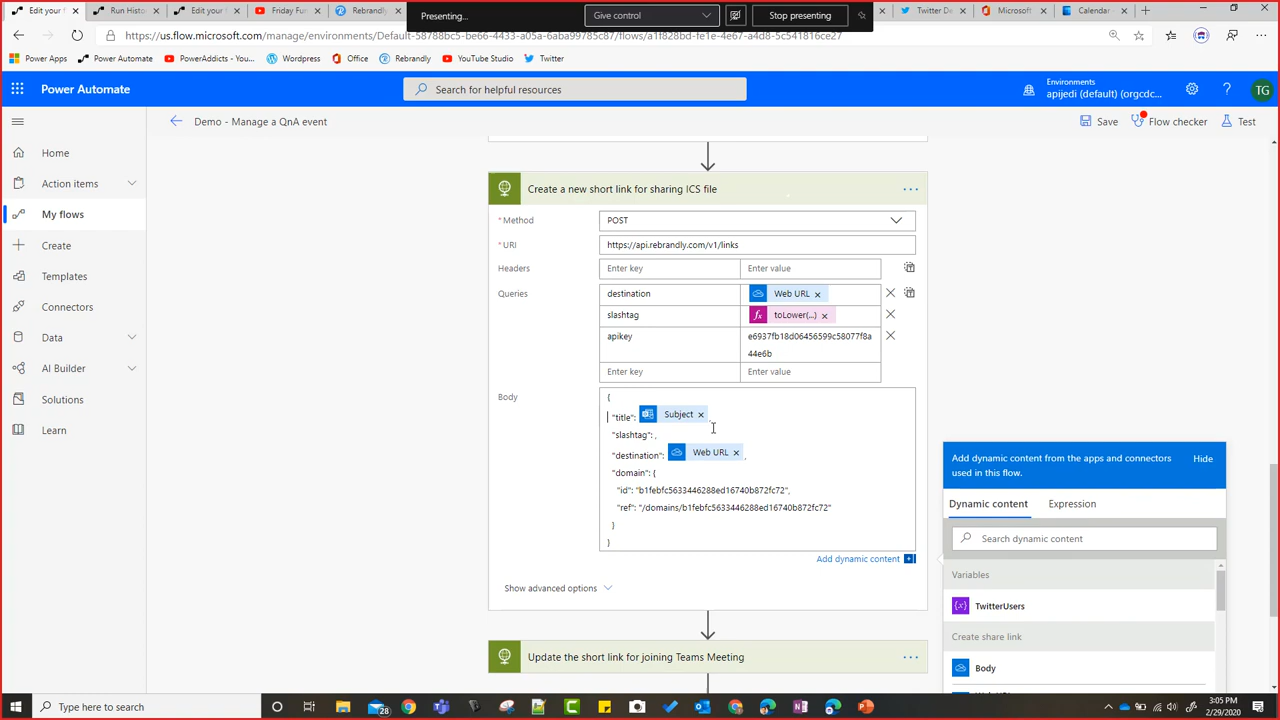 Edit your fl
Run Histo
Edit your f
Friday Fun
Rebrandly
Presenting...
Give control
Stop presenting
Twitter De
Microsoft
Calendar -
https://us.flow.microsoft.com/manage/environments/Default-58788bc5-be66-4433-a05a-6aba99785c87/flows/a1f828bd-fe1e-4e67-a4d8-5c541816ce27
Power Apps
Power Automate
PowerAddicts - You...
Wordpress
Office
Rebrandly
YouTube Studio
Twitter
Power Automate
Search for helpful resources
Environments
apijedi (default) (orgcdc...
?
TG
Demo - Manage a QnA event
Save
Flow checker
Test
Home
Action items
My flows
Create
Templates
Connectors
Data
AI Builder
Solutions
Learn
Create a new short link for sharing ICS file
* Method
POST
* URI
https://api.rebrandly.com/v1/links
Headers
Enter key
Enter value
Queries
destination
Web URL
slashtag
toLower(...)
apikey
e6937fb18d06456599c58077f8a
44e6b
Enter key
Enter value
Body
{
"title": Subject ,
"slashtag": ,
"destination": Web URL ,
"domain": {
"id": "b1febfc5633446288ed16740b872fc72",
"ref": "/domains/b1febfc5633446288ed16740b872fc72"
}
}
Add dynamic content
Show advanced options
Update the short link for joining Teams Meeting
Add dynamic content from the apps and connectors
used in this flow.
Hide
Dynamic content
Expression
Search dynamic content
Variables
TwitterUsers
Create share link
Body
Type here to search
28
3:05 PM
2/29/2020